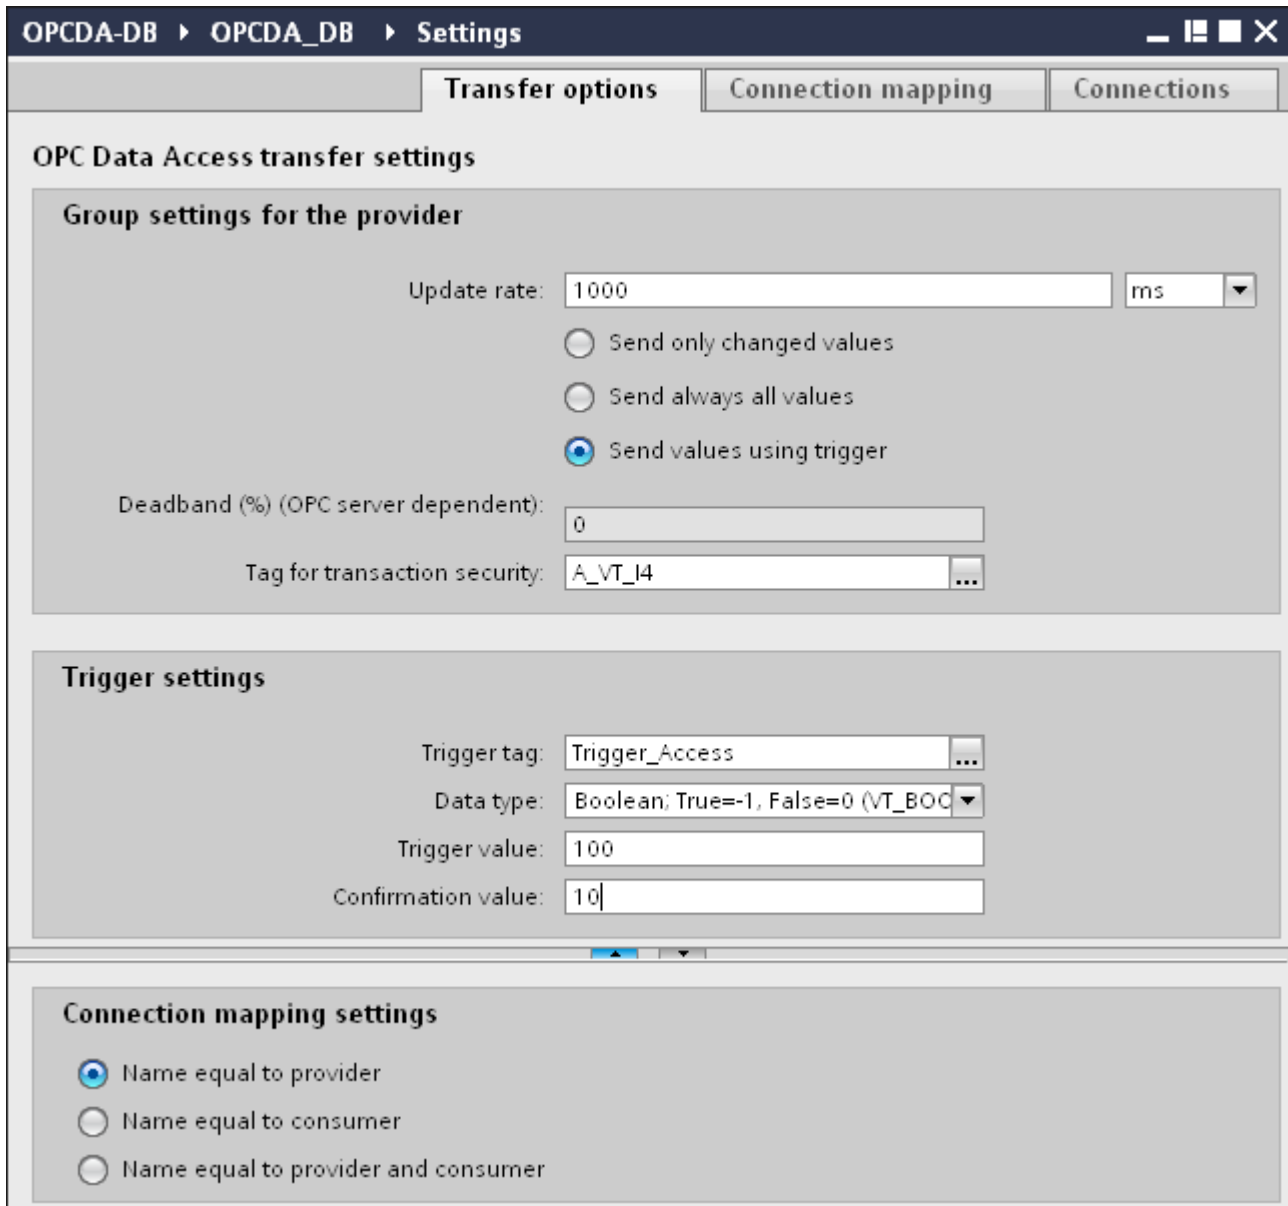 OPCDA-DB ▸ OPCDA_DB ▸ Settings
Transfer options Connection mapping Connections
OPC Data Access transfer settings
Group settings for the provider
Update rate: 1000 ms
Send only changed values
Send always all values
Send values using trigger
Deadband (%) (OPC server dependent): 0
Tag for transaction security: A_VT_I4 ...
Trigger settings
Trigger tag: Trigger_Access ...
Data type: Boolean; True=-1, False=0 (VT_BOO
Trigger value: 100
Confirmation value: 10
Connection mapping settings
Name equal to provider
Name equal to consumer
Name equal to provider and consumer